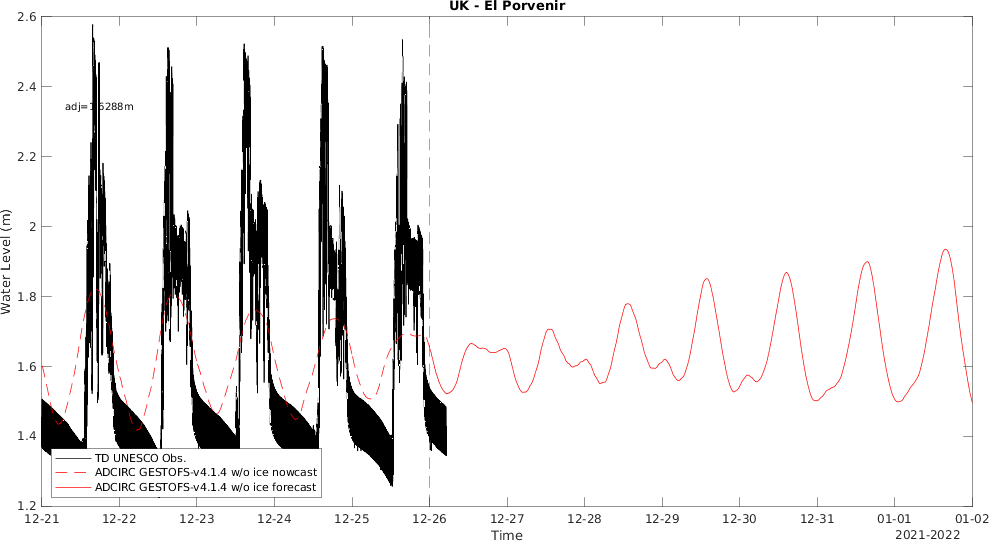 UK - El Porvenir
2.6
2.4
2.2
2
1.8
1.6
1.4
1.2
Water Level (m)
adj=1.5288m
TD UNESCO Obs.
ADCIRC GESTOFS-v4.1.4 w/o ice nowcast
ADCIRC GESTOFS-v4.1.4 w/o ice forecast
12-21 12-22 12-23 12-24 12-25 12-26 12-27 12-28 12-29 12-30 12-31 01-01 01-02
Time
2021-2022